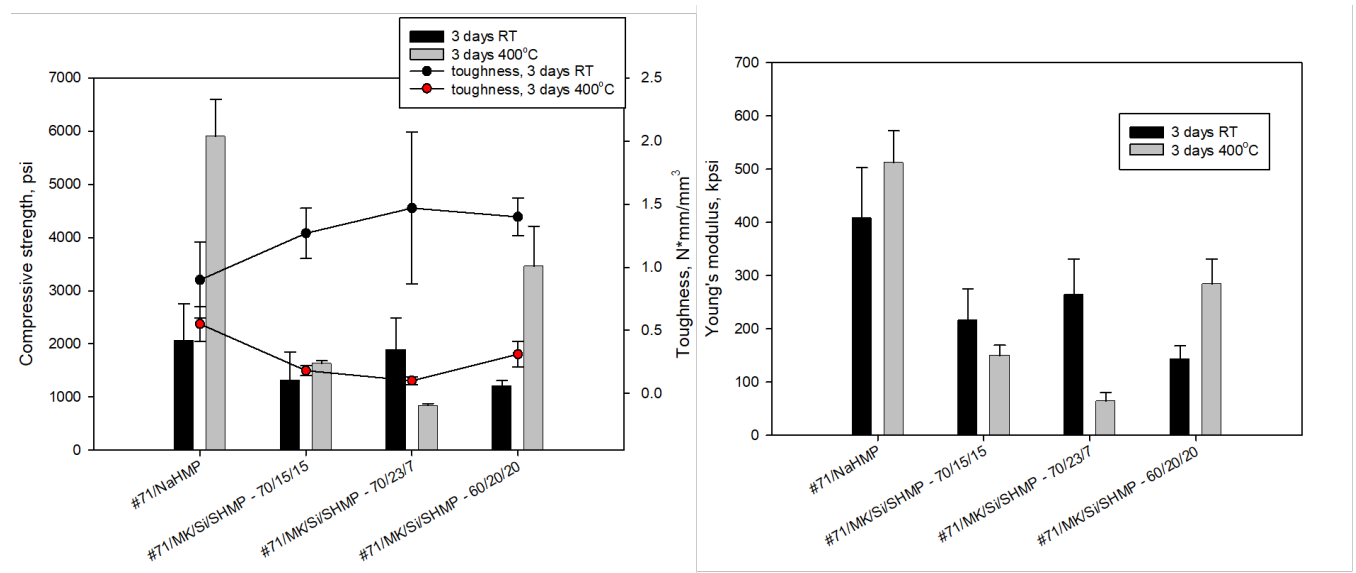 3 days RT
3 days 400°C
toughness, 3 days RT
toughness, 3 days 400°C
7000
6000
5000
4000
3000
2000
1000
0
Compressive strength, psi
2.5
2.0
1.5
1.0
0.5
0.0
Toughness, N*mm/mm³
#71/NaHMP
#71/MK/Si/SHMP - 70/15/15
#71/MK/Si/SHMP - 70/23/7
#71/MK/Si/SHMP - 60/20/20
700
600
500
400
300
200
100
0
Young's modulus, kpsi
3 days RT
3 days 400°C
#71/NaHMP
#71/MK/Si/SHMP - 70/15/15
#71/MK/Si/SHMP - 70/23/7
#71/MK/Si/SHMP - 60/20/20